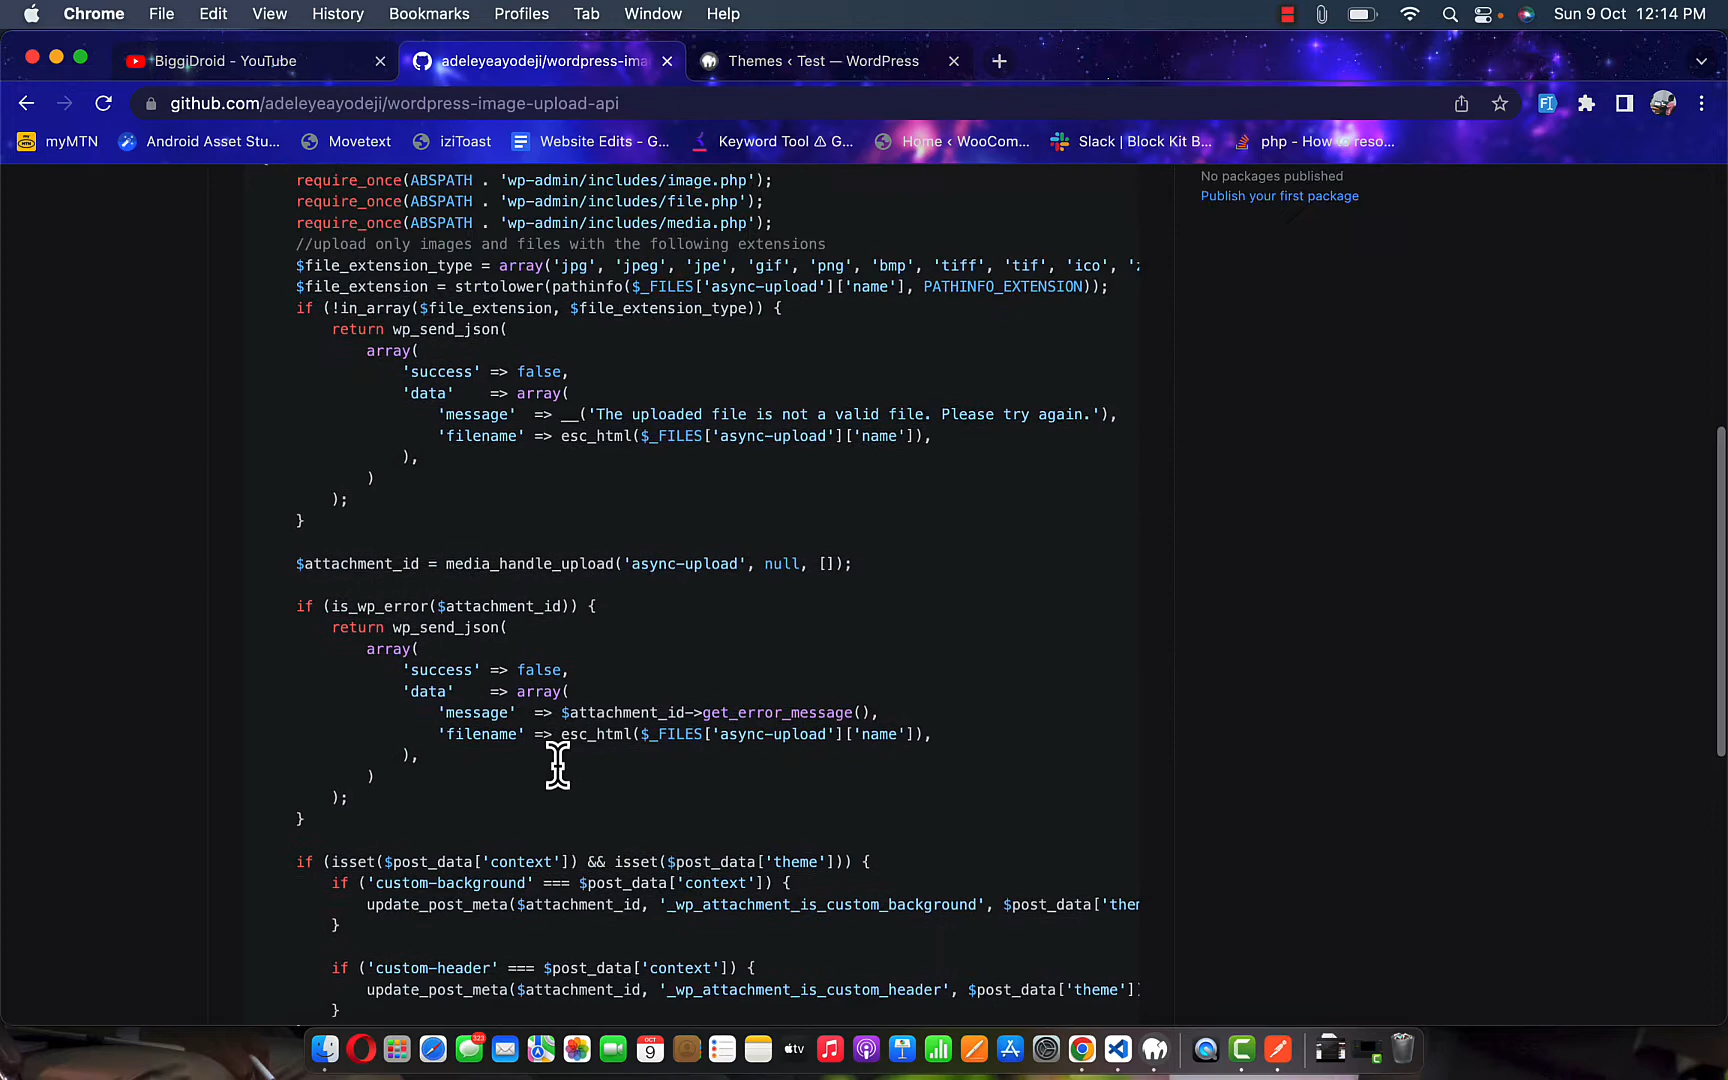 Chrome File Edit View History Bookmarks Profiles Tab Window Help Sun 9 Oct 12:14 PM
BiggiDroid - YouTube adeleyeayodeji/wordpress-ima Themes ‹ Test — WordPress
github.com/adeleyeayodeji/wordpress-image-upload-api
myMTN Android Asset Stu... Movetext iziToast Website Edits - G... Keyword Tool ⚠ G... Home ‹ WooCom... Slack | Block Kit B... php - How to reso...
No packages published
Publish your first package
require_once(ABSPATH . 'wp-admin/includes/image.php');
require_once(ABSPATH . 'wp-admin/includes/file.php');
require_once(ABSPATH . 'wp-admin/includes/media.php');
//upload only images and files with the following extensions
$file_extension_type = array('jpg', 'jpeg', 'jpe', 'gif', 'png', 'bmp', 'tiff', 'tif', 'ico', 'z
$file_extension = strtolower(pathinfo($_FILES['async-upload']['name'], PATHINFO_EXTENSION));
if (!in_array($file_extension, $file_extension_type)) {
return wp_send_json(
array(
'success' => false,
'data' => array(
'message' => __('The uploaded file is not a valid file. Please try again.'),
'filename' => esc_html($_FILES['async-upload']['name']),
),
)
);
}
$attachment_id = media_handle_upload('async-upload', null, []);
if (is_wp_error($attachment_id)) {
return wp_send_json(
array(
'success' => false,
'data' => array(
'message' => $attachment_id->get_error_message(),
'filename' => esc_html($_FILES['async-upload']['name']),
),
)
);
}
if (isset($post_data['context']) && isset($post_data['theme'])) {
if ('custom-background' === $post_data['context']) {
update_post_meta($attachment_id, '_wp_attachment_is_custom_background', $post_data['them
}
if ('custom-header' === $post_data['context']) {
update_post_meta($attachment_id, '_wp_attachment_is_custom_header', $post_data['theme']
}
323
OCT
9
tv